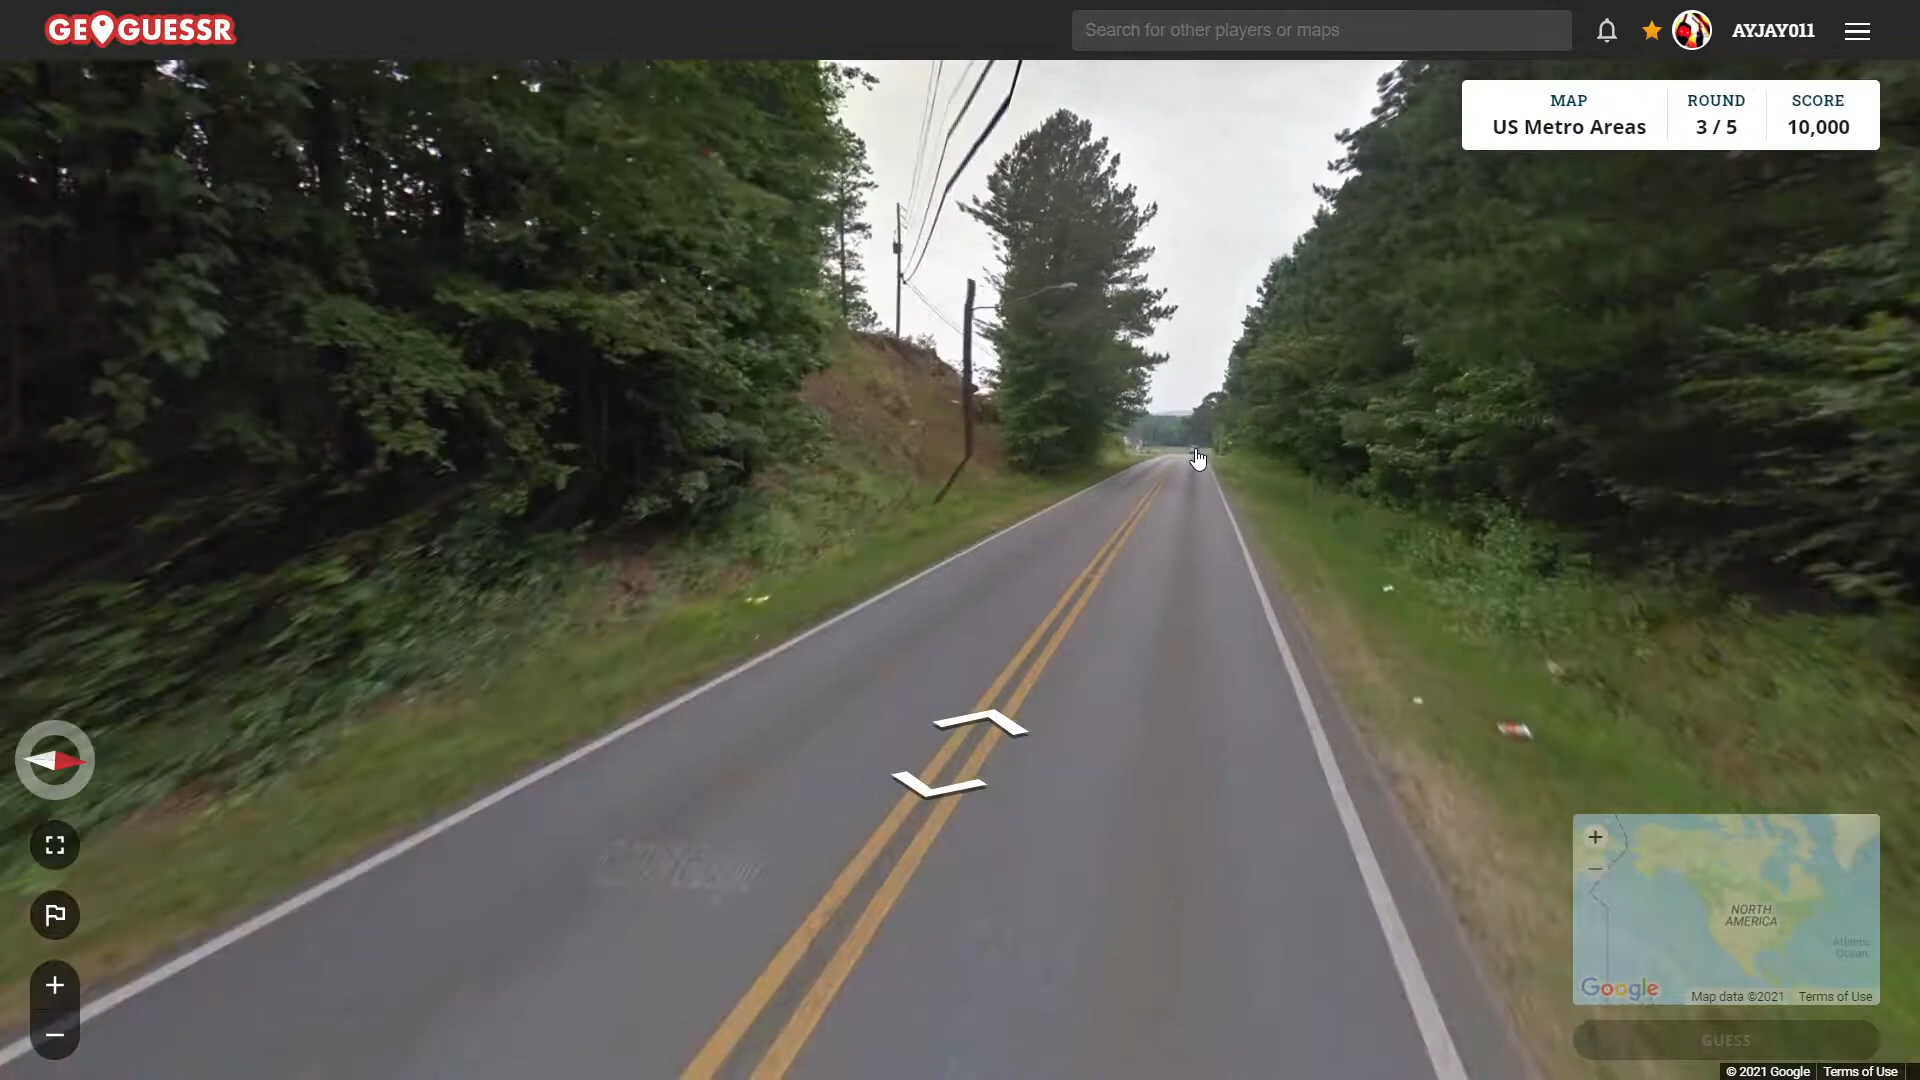 GEOGUESSR
Search for other players or maps
AYJAY011
MAP
US Metro Areas
ROUND
3 / 5
SCORE
10,000
+
−
+
−
NORTH
AMERICA
Atlantic
Ocean
Google
Map data ©2021
Terms of Use
GUESS
© 2021 Google
Terms of Use